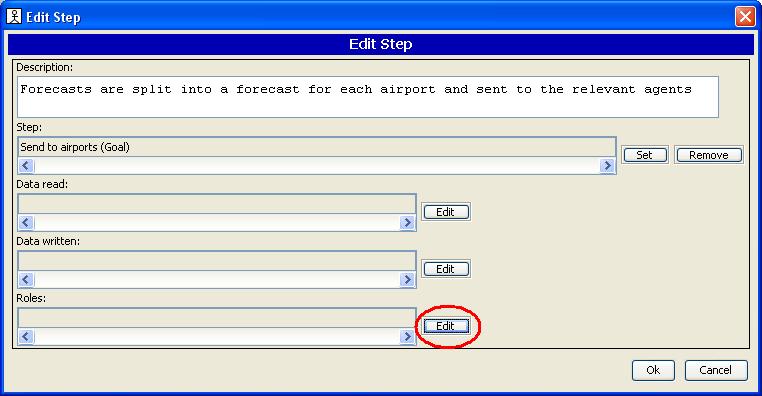 Edit Step
Edit Step
Description:
Forecasts are split into a forecast for each airport and sent to the relevant agents
Step:
Send to airports (Goal)
Set Remove
Data read:
Edit
Data written:
Edit
Roles:
Edit
Ok Cancel